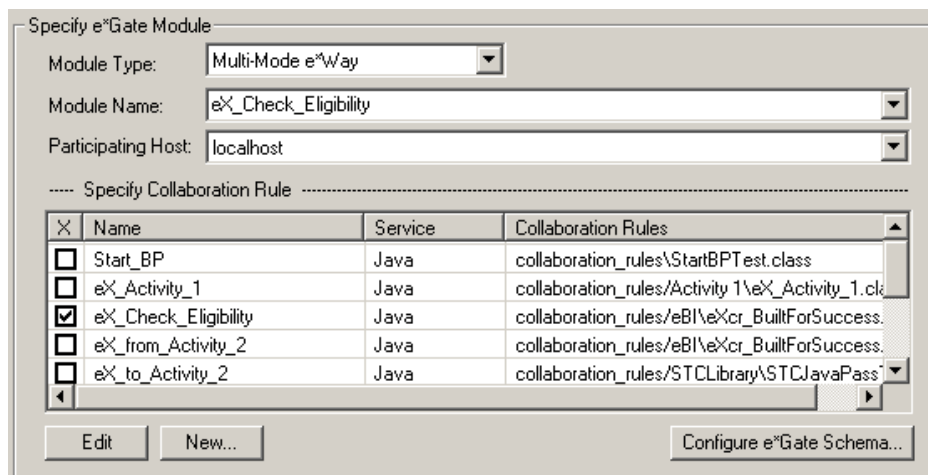 Specify e*Gate Module
Module Type: Multi-Mode e*Way
Module Name: eX_Check_Eligibility
Participating Host: localhost
----- Specify Collaboration Rule -----
X Name Service Collaboration Rules
Start_BP Java collaboration_rules\StartBPTest.class
eX_Activity_1 Java collaboration_rules/Activity 1\eX_Activity_1.cla
eX_Check_Eligibility Java collaboration_rules/eBI\eXcr_BuiltForSuccess.
eX_from_Activity_2 Java collaboration_rules/eBI\eXcr_BuiltForSuccess.
eX_to_Activity_2 Java collaboration_rules/STCLibrary\STCJavaPassT
Edit New... Configure e*Gate Schema...